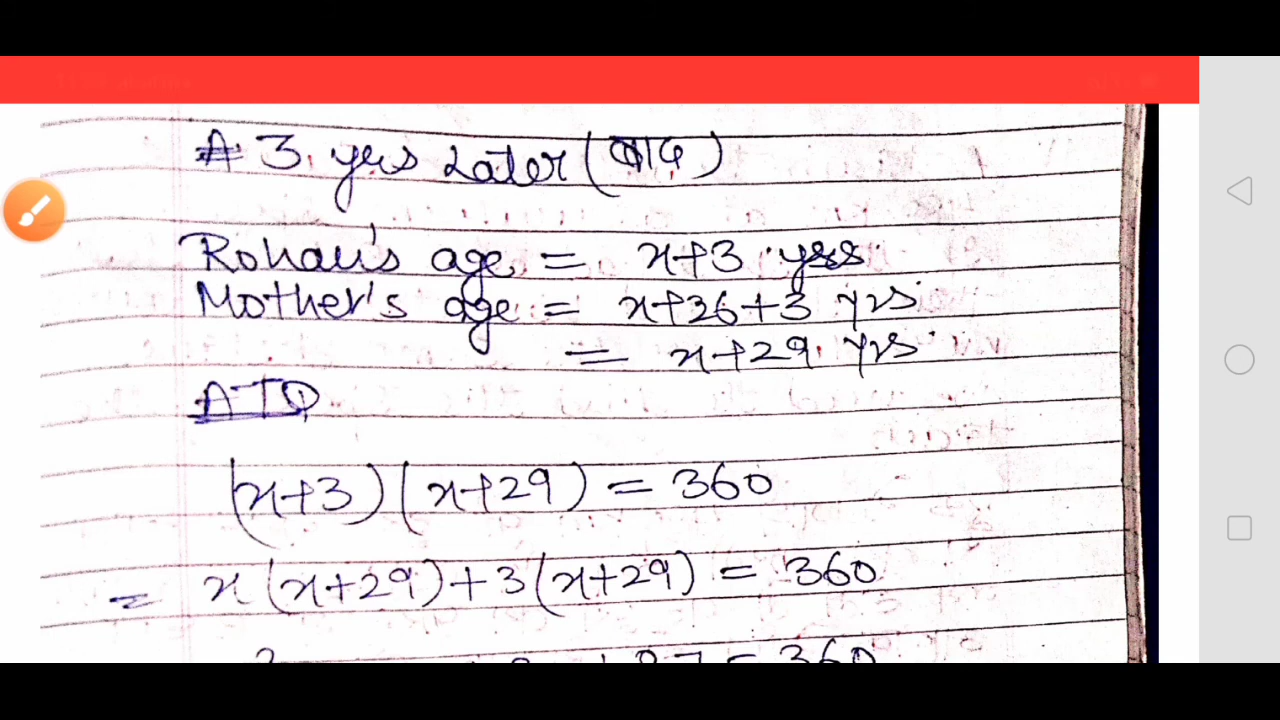 3 yrs Later (बाद)
Rohan's age = x+3 yrs
Mother's age = x+26+3 yrs
= x+29 yrs
ATQ
(x+3)(x+29) = 360
= x(x+29)+3(x+29) = 360
= 360